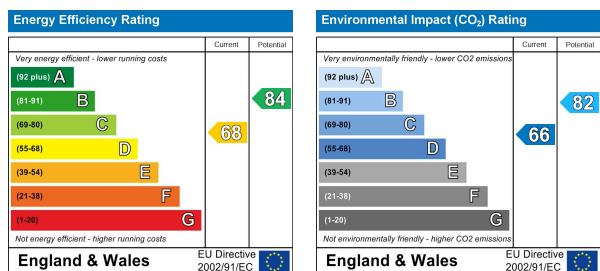 Energy Efficiency Rating
Current
Potential
Very energy efficient - lower running costs
(92 plus) A
(81-91) B
(69-80) C
(55-68) D
(39-54) E
(21-38) F
(1-20) G
68
84
Not energy efficient - higher running costs
England & Wales
EU Directive
2002/91/EC
Environmental Impact (CO₂) Rating
Current
Potential
Very environmentally friendly - lower CO2 emissions
(92 plus) A
(81-91) B
(69-80) C
(55-68) D
(39-54) E
(21-38) F
(1-20) G
66
82
Not environmentally friendly - higher CO2 emissions
England & Wales
EU Directive
2002/91/EC